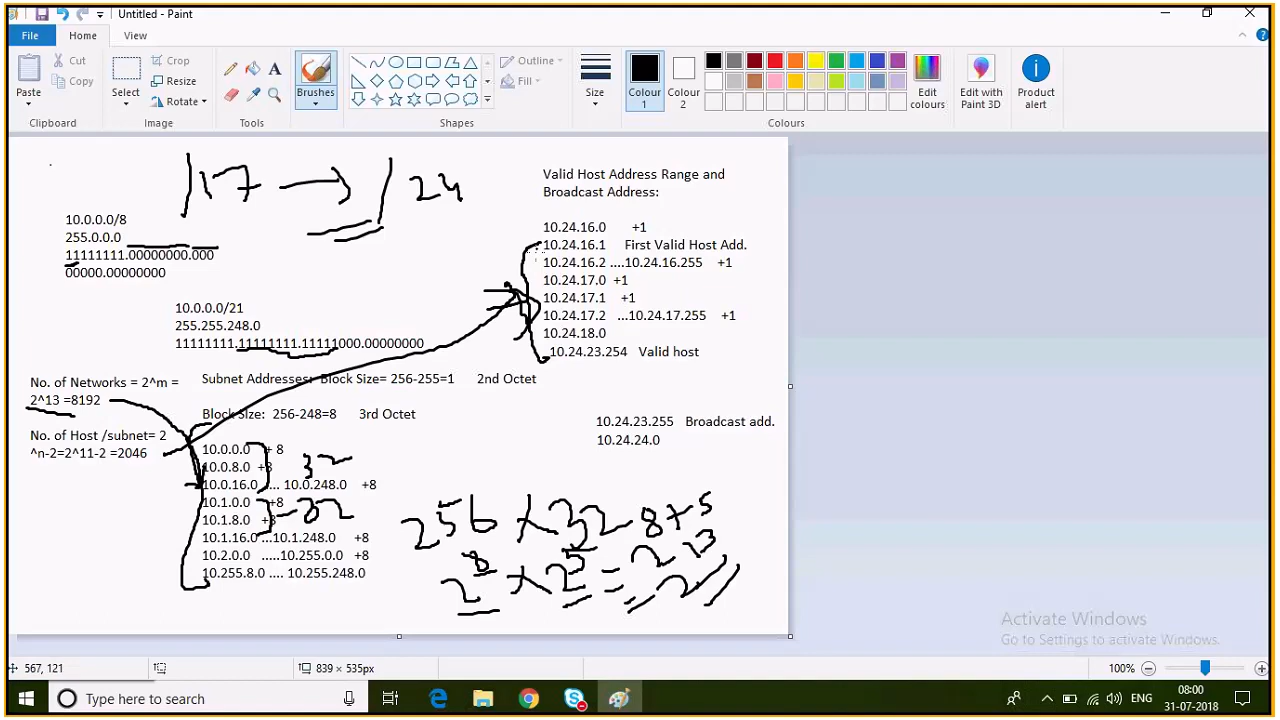 Untitled - Paint
File
Home
View
Paste
Cut
Copy
Clipboard
Select
Crop
Resize
Rotate
Image
A
Tools
Brushes
Outline
Fill
Shapes
Size
Colour 1
Colour 2
Edit colours
Colours
Edit with Paint 3D
Product alert
/17 /24
10.0.0.0/8
255.0.0.0
11111111.00000000.000
00000.00000000
10.0.0.0/21
255.255.248.0
11111111.11111111.11111000.00000000
No. of Networks = 2^m =
2^13 =8192
No. of Host /subnet= 2
^n-2=2^11-2 =2046
Subnet Addresses: Block Size= 256-255=1 2nd Octet
Block Size: 256-248=8 3rd Octet
10.0.0.0 + 8
10.0.8.0 +8
10.0.16.0 .... 10.0.248.0 +8
10.1.0.0 +8
10.1.8.0 +8
10.1.16.0 ...10.1.248.0 +8
10.2.0.0 .....10.255.0.0 +8
10.255.8.0 .... 10.255.248.0
32
32
Valid Host Address Range and
Broadcast Address:
10.24.16.0 +1
10.24.16.1 First Valid Host Add.
10.24.16.2 ....10.24.16.255 +1
10.24.17.0 +1
10.24.17.1 +1
10.24.17.2 ...10.24.17.255 +1
10.24.18.0
10.24.23.254 Valid host
10.24.23.255 Broadcast add.
10.24.24.0
256 + 32 8+5
2^8 + 2^5 = 2 13
= 2
Activate Windows
Go to Settings to activate Windows.
567, 121
839 × 535px
100%
Type here to search
ENG
08:00
31-07-2018